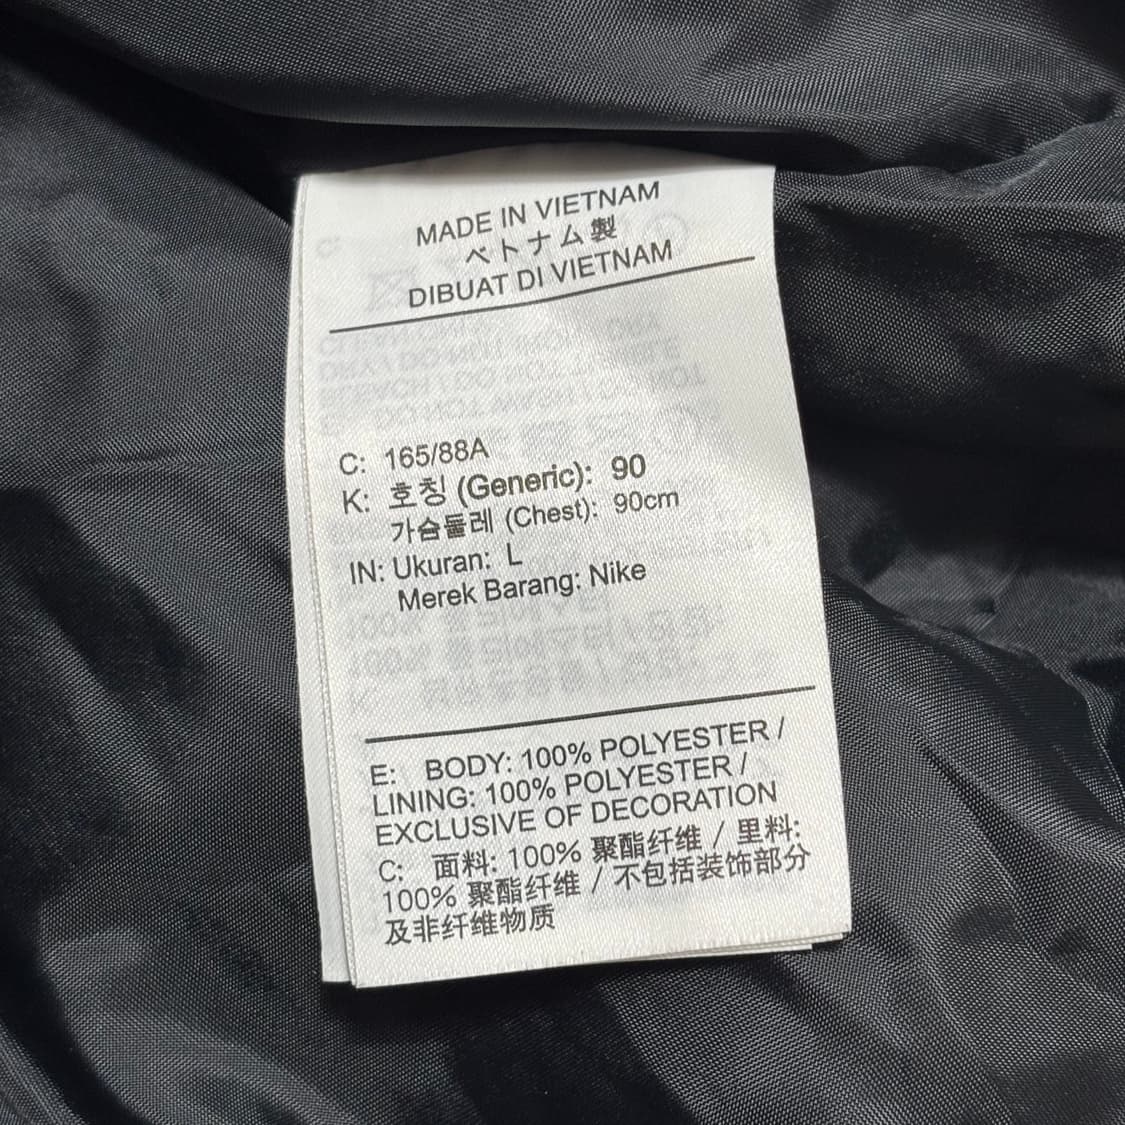 MADE IN VIETNAM
ベトナム製
DIBUAT DI VIETNAM
C: 165/88A
K: 호칭 (Generic): 90
가슴둘레 (Chest): 90cm
IN: Ukuran: L
Merek Barang: Nike
E: BODY: 100% POLYESTER /
LINING: 100% POLYESTER /
EXCLUSIVE OF DECORATION
C: 面料: 100% 聚酯纤维 / 里料:
100% 聚酯纤维 / 不包括装饰部分
及非纤维物质